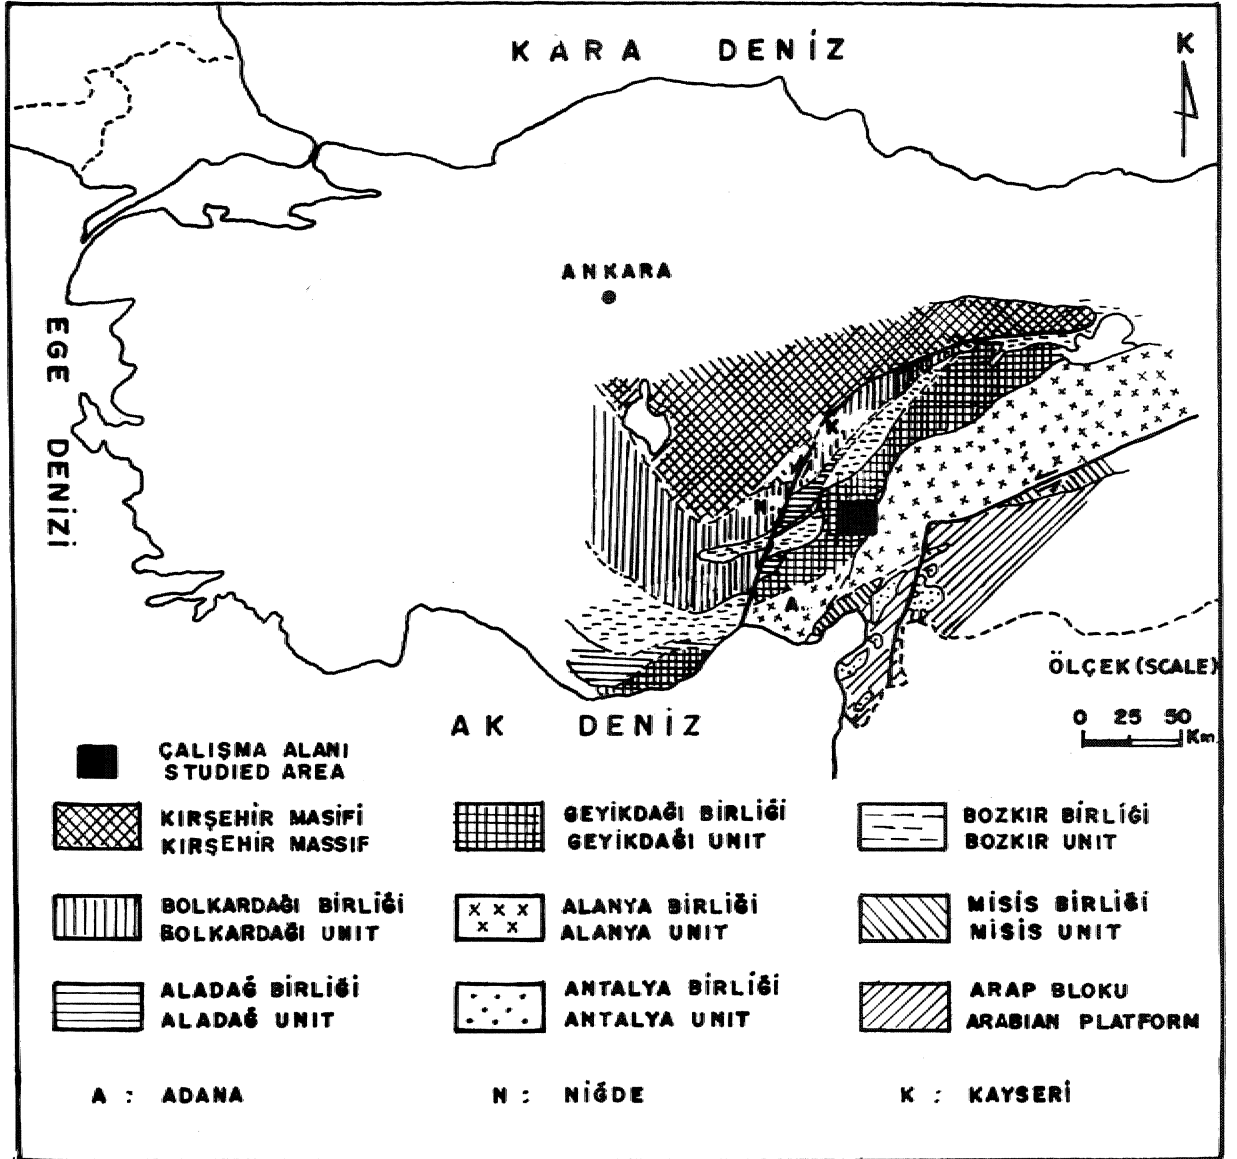 KARA DENİZ
K
ANKARA
EGE DENİZİ
K
N.
A.
ÖLÇEK (SCALE)
AK DENİZ
0 25 50
Km.
ÇALIŞMA ALANI
STUDIED AREA
KIRŞEHİR MASİFİ
KIRŞEHİR MASSIF
GEYİKDAĞI BİRLİĞİ
GEYİKDAĞI UNIT
BOZKIR BİRLİĞİ
BOZKIR UNIT
BOLKARDAĞI BİRLİĞİ
BOLKARDAĞI UNIT
ALANYA BİRLİĞİ
ALANYA UNIT
MİSİS BİRLİĞİ
MİSİS UNIT
ALADAĞ BİRLİĞİ
ALADAĞ UNIT
ANTALYA BİRLİĞİ
ANTALYA UNIT
ARAP BLOKU
ARABIAN PLATFORM
A : ADANA
N : NİĞDE
K : KAYSERİ